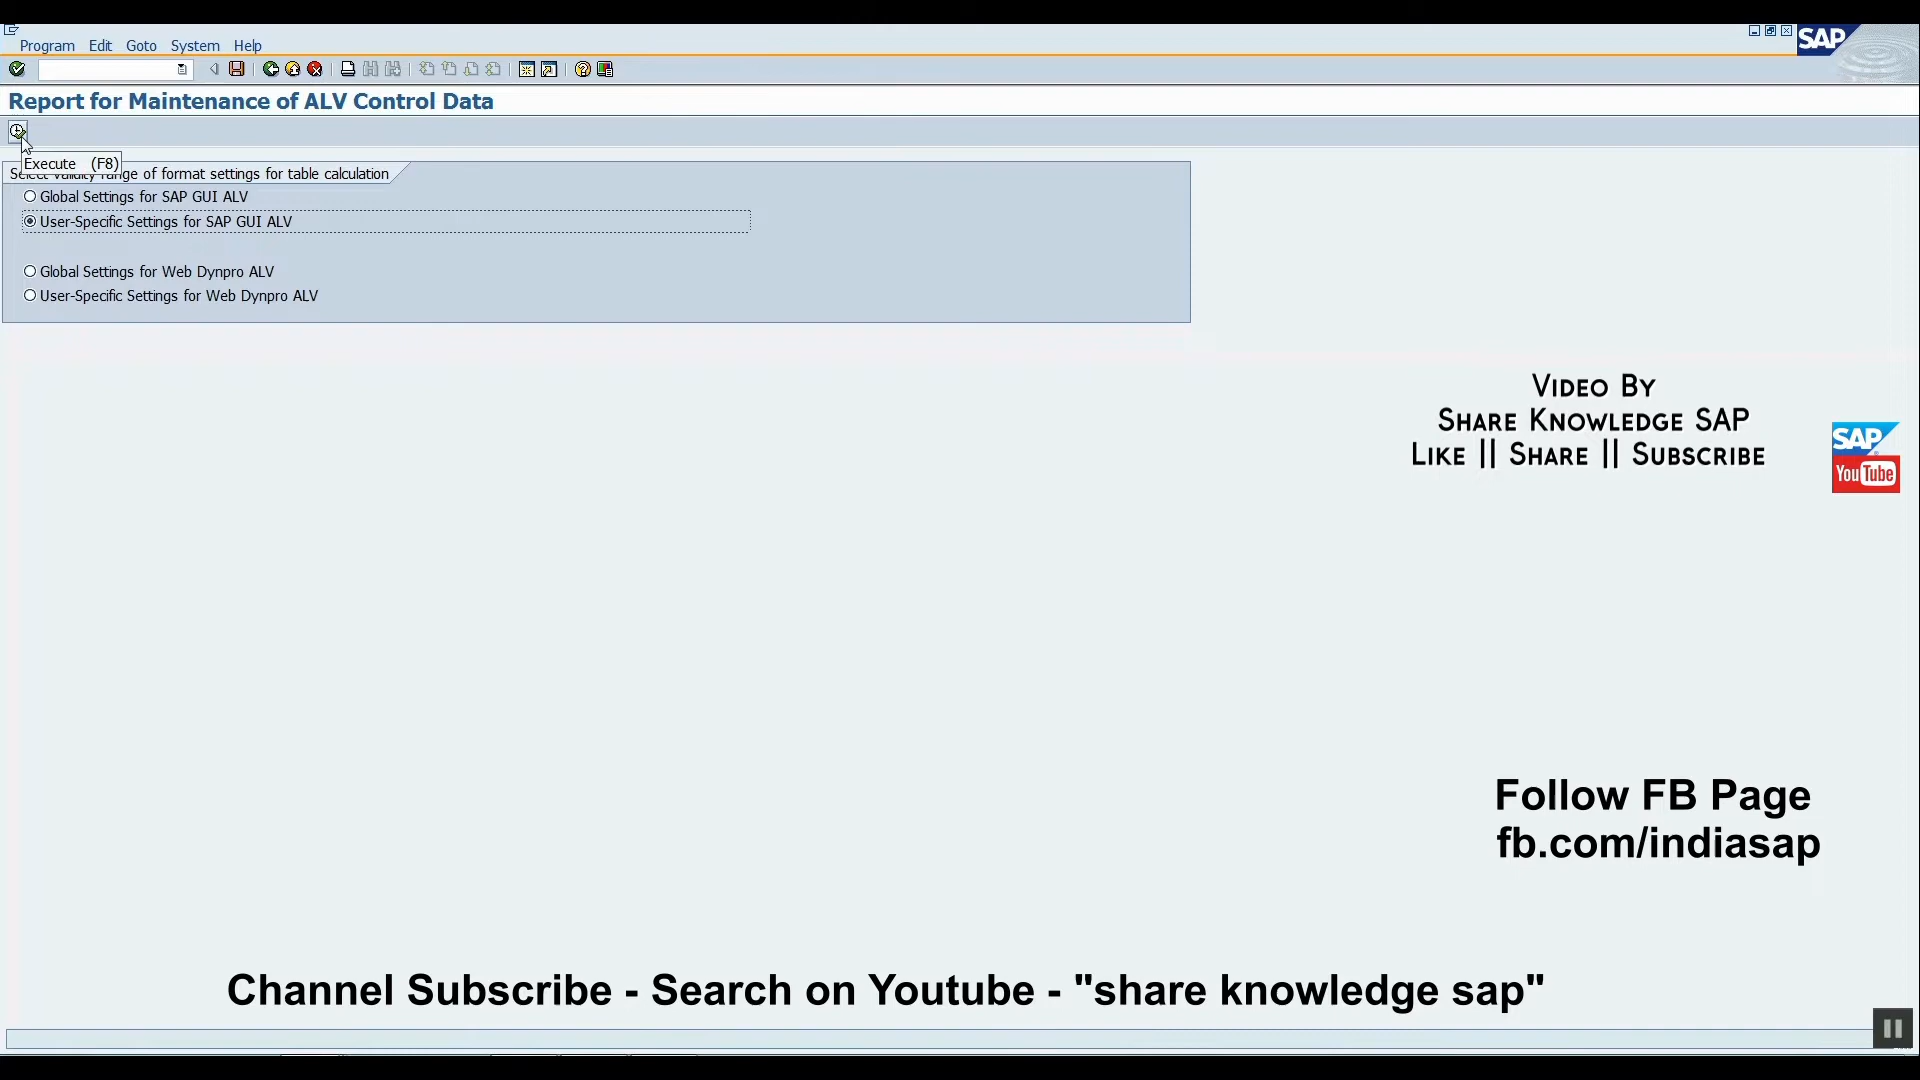 Program Edit Goto System Help
SAP
Report for Maintenance of ALV Control Data
Execute (F8)
Select validity range of format settings for table calculation
Global Settings for SAP GUI ALV
User-Specific Settings for SAP GUI ALV
Global Settings for Web Dynpro ALV
User-Specific Settings for Web Dynpro ALV
Video By
Share Knowledge SAP
Like || Share || Subscribe
SAP
YouTube
Follow FB Page
fb.com/indiasap
Channel Subscribe - Search on Youtube - "share knowledge sap"